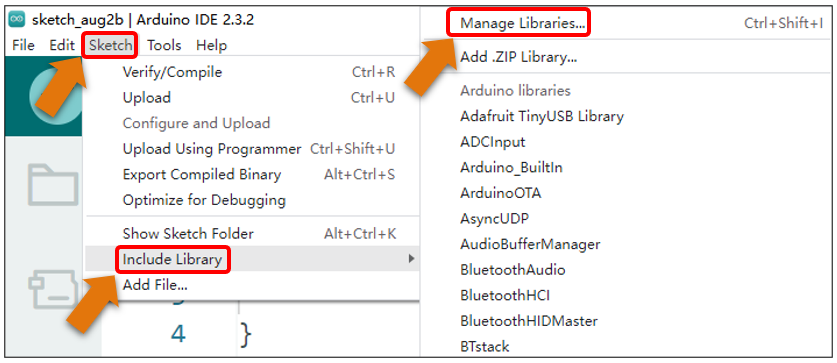 sketch_aug2b | Arduino IDE 2.3.2
File Edit Sketch Tools Help
Verify/Compile Ctrl+R
Upload Ctrl+U
Configure and Upload
Upload Using Programmer Ctrl+Shift+U
Export Compiled Binary Alt+Ctrl+S
Optimize for Debugging
Show Sketch Folder Alt+Ctrl+K
Include Library
Add File...
4 }
Manage Libraries... Ctrl+Shift+I
Add .ZIP Library...
Arduino libraries
Adafruit TinyUSB Library
ADCInput
Arduino_BuiltIn
ArduinoOTA
AsyncUDP
AudioBufferManager
BluetoothAudio
BluetoothHCI
BluetoothHIDMaster
BTstack